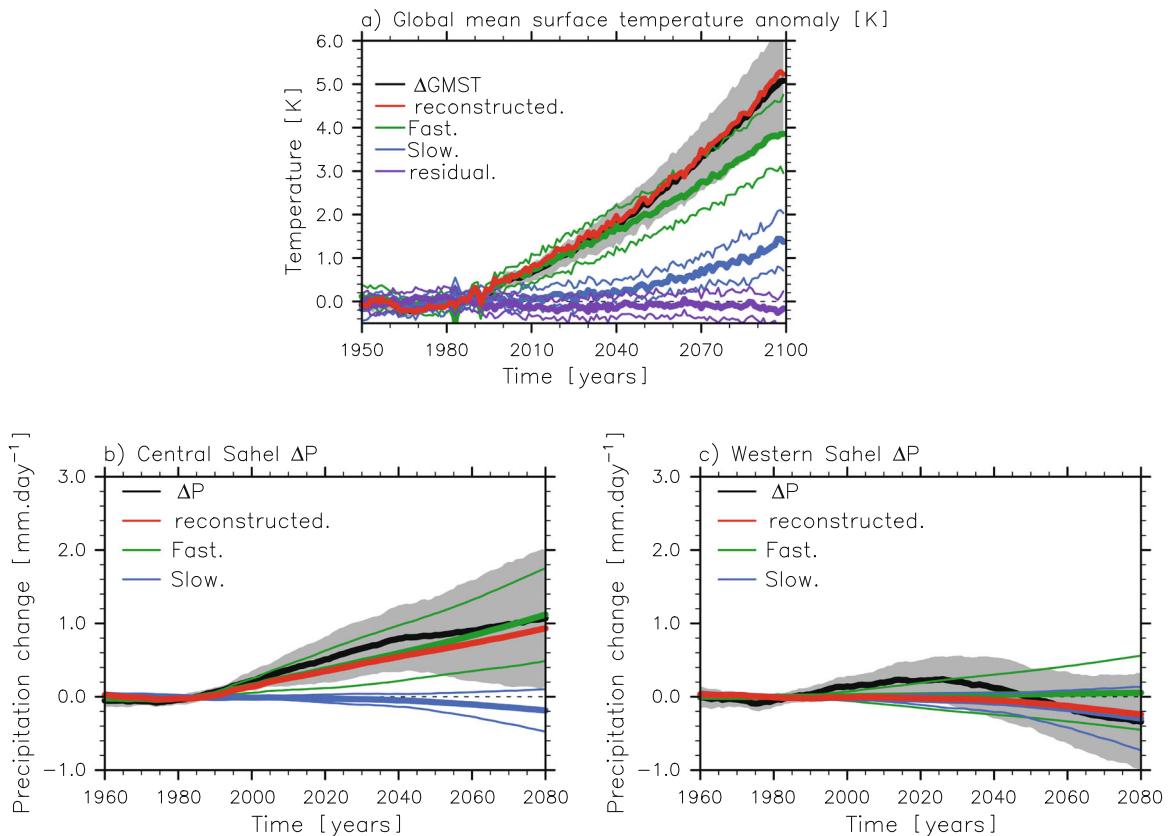 a) Global mean surface temperature anomaly [K]
6.0
5.0
4.0
3.0
2.0
1.0
0.0
Temperature [K]
ΔGMST
reconstructed.
Fast.
Slow.
residual.
1950 1980 2010 2040 2070 2100
Time [years]
b) Central Sahel ΔP
3.0
2.0
1.0
0.0
−1.0
Precipitation change [mm.day⁻¹]
ΔP
reconstructed.
Fast.
Slow.
1960 1980 2000 2020 2040 2060 2080
Time [years]
c) Western Sahel ΔP
3.0
2.0
1.0
0.0
−1.0
Precipitation change [mm.day⁻¹]
ΔP
reconstructed.
Fast.
Slow.
1960 1980 2000 2020 2040 2060 2080
Time [years]